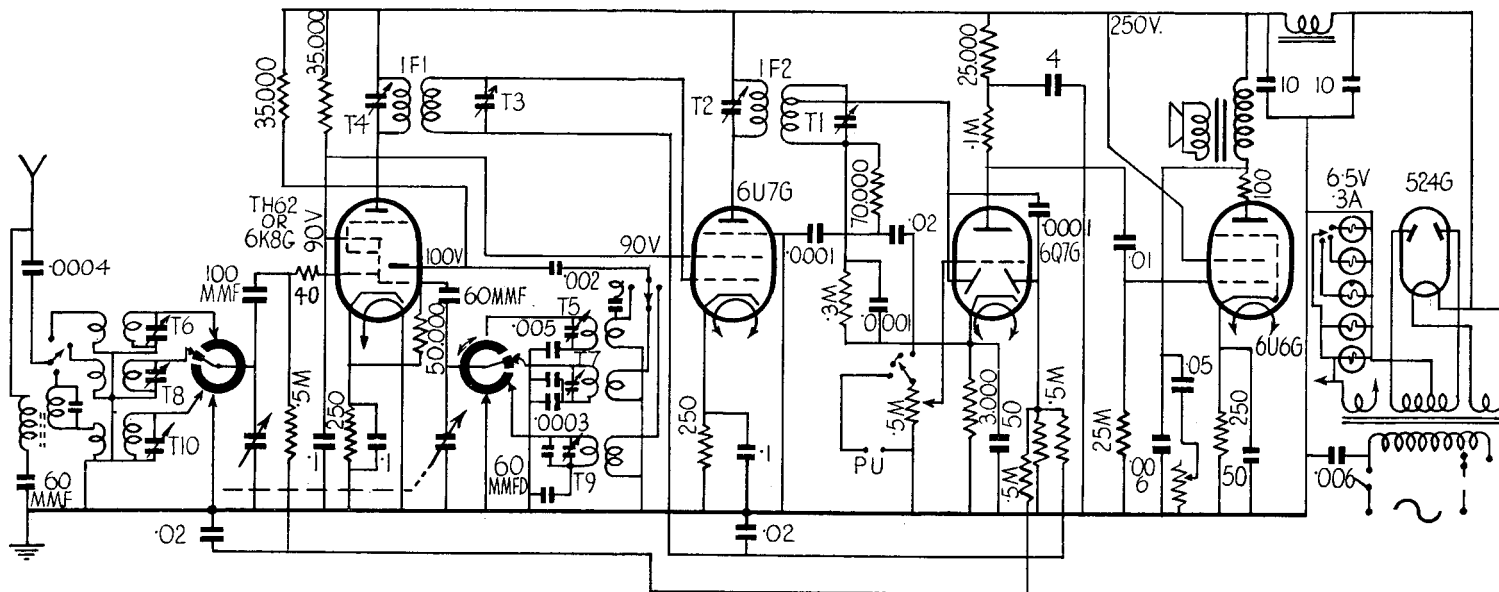 35.000
35.000
IF1
T4
T3
IF2
T2
T1
25.000
4
250V.
10
10
.1M
TH62
OR
6K8G
90V
100V
6U7G
90V
70.000
.02
.0001
.0001
6Q7G
.01
100
6.5V
.3A
524G
.0004
100
MMF
40
60MMF
.002
T5
.005
T7
.0003
T9
60
MMFD
50.000
T6
T8
T10
.5M
.1
250
.1
60
MMF
.02
250
.1
.3M
.0001
.5M
PU
3.000
50
.5M
.5M
.02
.25M
.006
.05
250
50
6U6G
.006